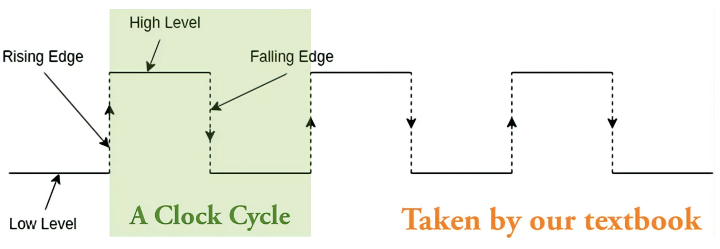 High Level
Rising Edge
Falling Edge
Low Level
A Clock Cycle
Taken by our textbook